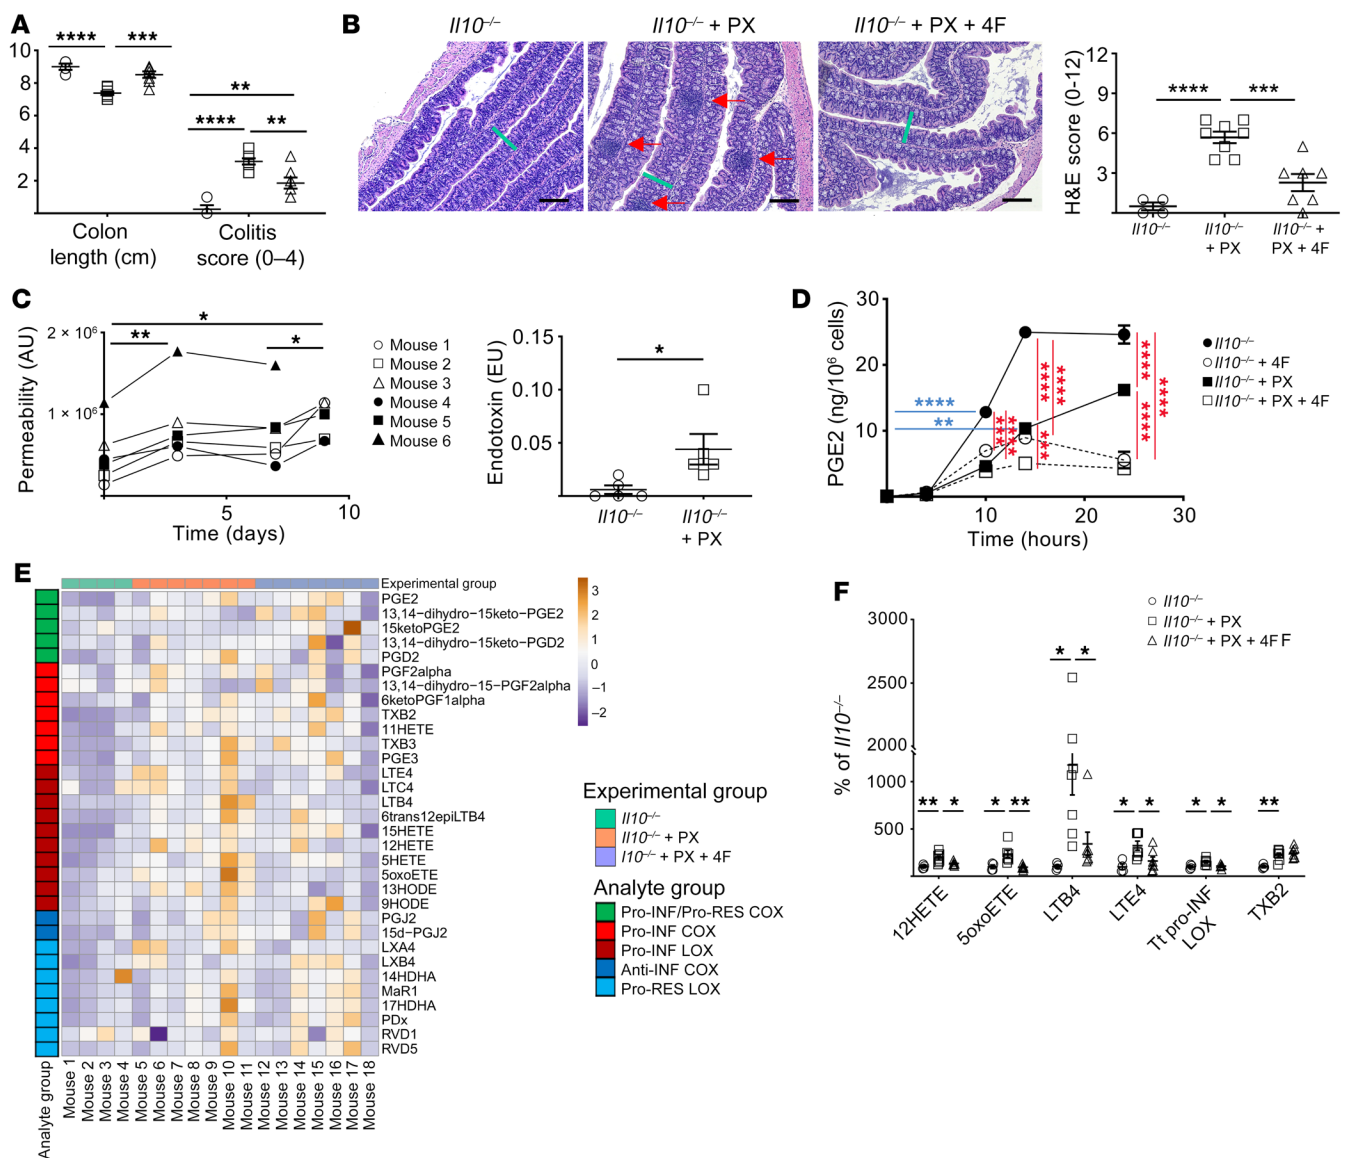 A
**** ***
10
8
6
4
2
**
**** **
Colon
length (cm)
Colitis
score (0–4)
B
Il10–/–
Il10–/– + PX
Il10–/– + PX + 4F
H&E score (0-12)
12
9
6
3
**** ***
Il10–/–
Il10–/–
+ PX
Il10–/– +
PX + 4F
C
Permeability (AU)
2 × 10⁶
1 × 10⁶
*
**
*
5
10
Time (days)
Mouse 1
Mouse 2
Mouse 3
Mouse 4
Mouse 5
Mouse 6
Endotoxin (EU)
0.15
0.10
0.05
*
Il10–/–
Il10–/–
+ PX
D
PGE2 (ng/10⁶ cells)
30
20
10
****
**
***
****
****
****
***
****
****
****
10
20
30
Time (hours)
Il10–/–
Il10–/– + 4F
Il10–/– + PX
Il10–/– + PX + 4F
E
Experimental group
PGE2
13,14−dihydro−15keto−PGE2
15ketoPGE2
13,14−dihydro−15keto−PGD2
PGD2
PGF2alpha
13,14−dihydro−15−PGF2alpha
6ketoPGF1alpha
TXB2
11HETE
TXB3
PGE3
LTE4
LTC4
LTB4
6trans12epiLTB4
15HETE
12HETE
5HETE
5oxoETE
13HODE
9HODE
PGJ2
15d−PGJ2
LXA4
LXB4
14HDHA
MaR1
17HDHA
PDx
RVD1
RVD5
Analyte group
Mouse 1
Mouse 2
Mouse 3
Mouse 4
Mouse 5
Mouse 6
Mouse 7
Mouse 8
Mouse 9
Mouse 10
Mouse 11
Mouse 12
Mouse 13
Mouse 14
Mouse 15
Mouse 16
Mouse 17
Mouse 18
3
2
1
0
−1
−2
Experimental group
Il10–/–
Il10–/– + PX
I10–/– + PX + 4F
Analyte group
Pro-INF/Pro-RES COX
Pro-INF COX
Pro-INF LOX
Anti-INF COX
Pro-RES LOX
F
Il10–/–
Il10–/– + PX
Il10–/– + PX + 4F F
% of Il10–/–
3000
2500
2000
1000
500
** *
* **
* *
* *
* *
**
12HETE
5oxoETE
LTB4
LTE4
Tt pro-INF
LOX
TXB2